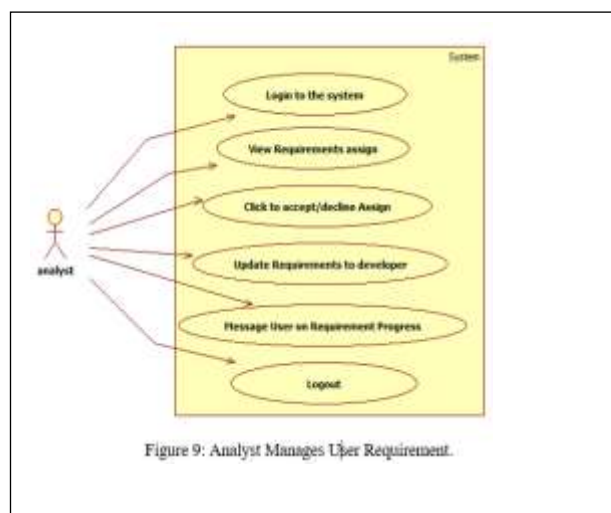 System
Login to the system
View Requirements assign
Click to accept/decline Assign
analyst
Update Requirements to developer
Message User on Requirement Progress
Logout
Figure 9: Analyst Manages User Requirement.